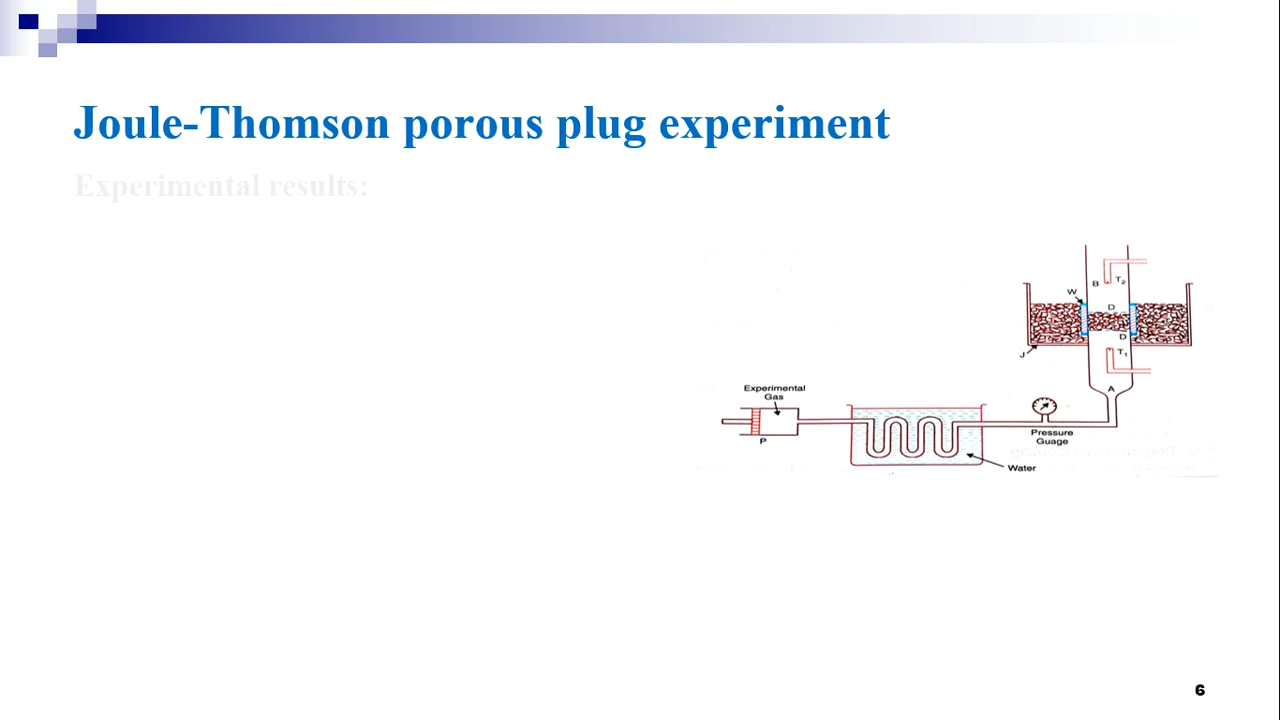 Joule-Thomson porous plug experiment
Experimental results:
B
T2
W
D
D
J
T1
A
Experimental
Gas
P
Pressure
Guage
Water
6